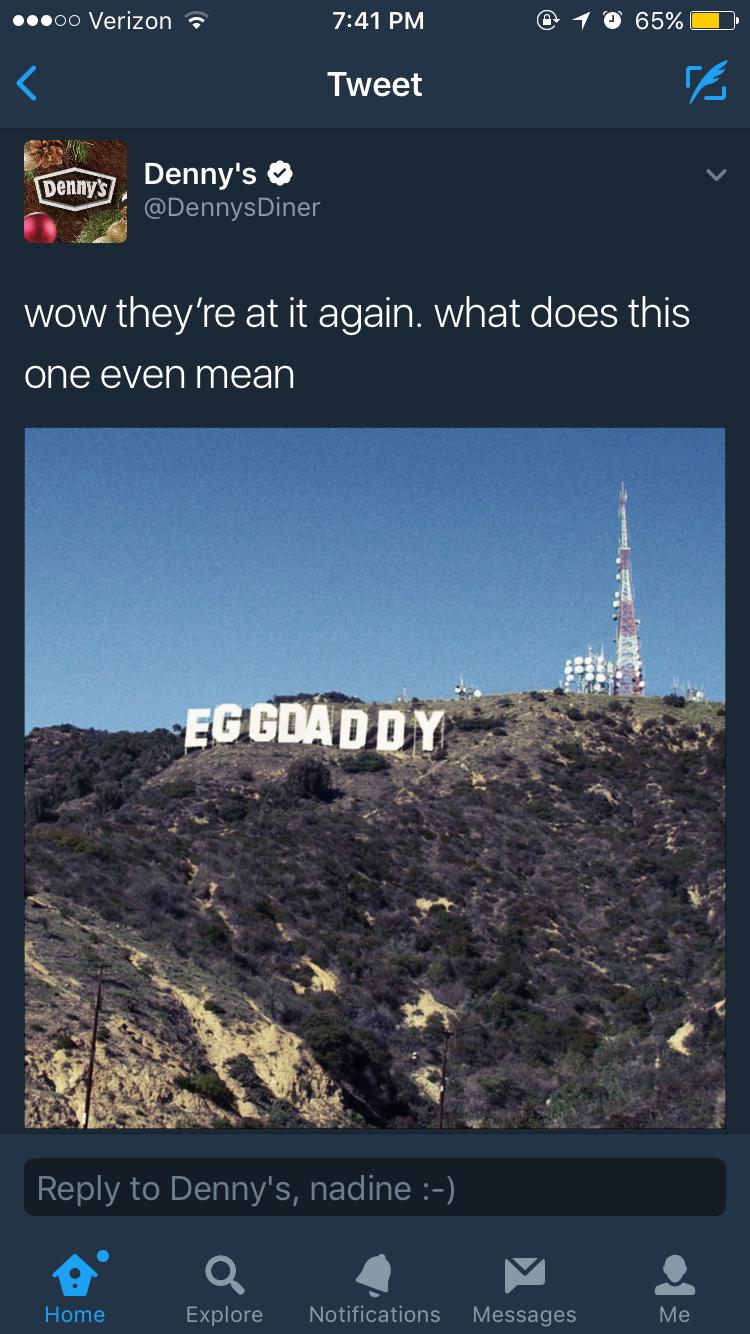 Verizon 7:41 PM 65%
Tweet
Denny's
Denny's
@DennysDiner
wow they’re at it again. what does this
one even mean
EGGDADDY
Reply to Denny's, nadine :-)
Home Explore Notifications Messages Me